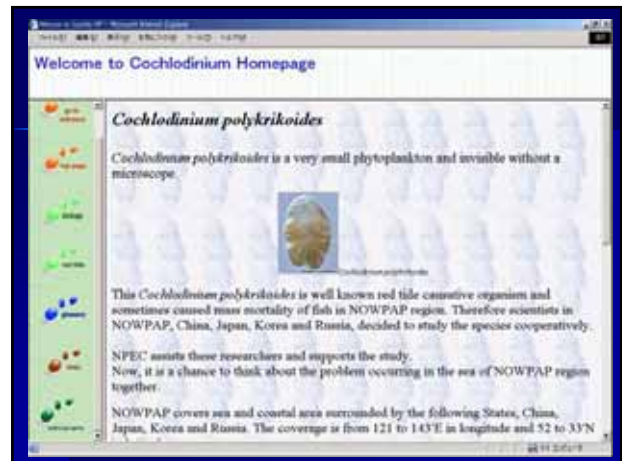 Welcome to Cochlodinium Homepage
Cochlodinium polykrikoides
Cochlodinium polykrikoides is a very small phytoplankton and invisible without a
microscope.
Cochlodinium polykrikoides
This Cochlodinium polykrikoides is well known red tide causative organism and
sometimes caused mass mortality of fish in NOWPAP region. Therefore scientists in
NOWPAP, China, Japan, Korea and Russia, decided to study the species cooperatively.
NPEC assists these researchers and supports the study.
Now, it is a chance to think about the problem occurring in the sea of NOWPAP region
together.
NOWPAP covers sea and coastal area surrounded by the following States, China,
Japan, Korea and Russia. The coverage is from 121 to 143'E in longitude and 52 to 33'N